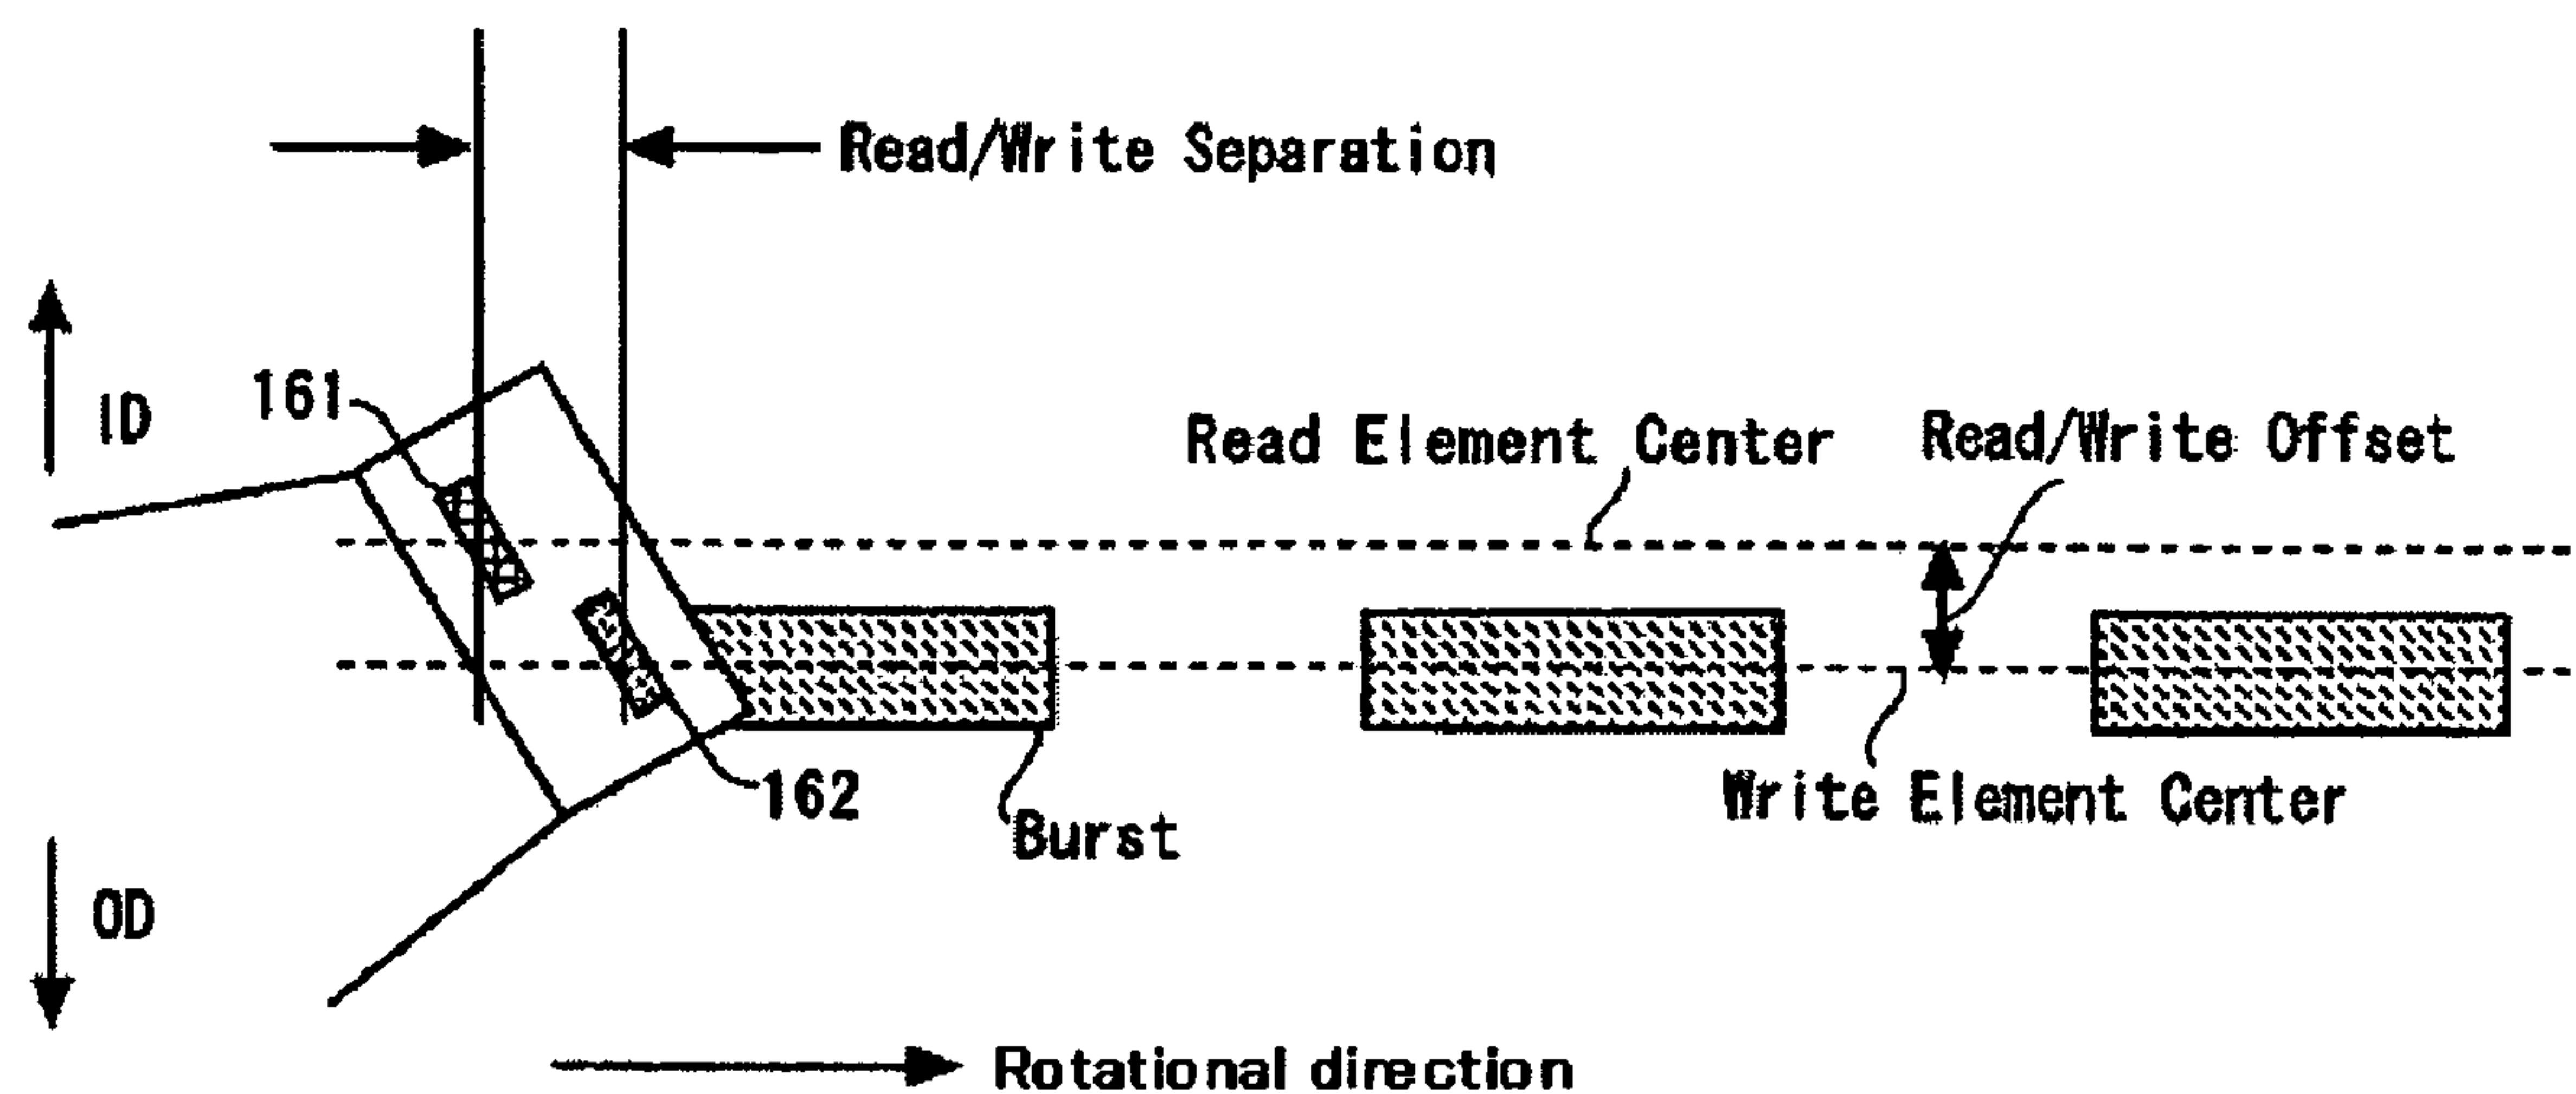 Read/Write Separation
161
ID
Read Element Center
Read/Write Offset
162
Burst
Write Element Center
OD
Rotational direction